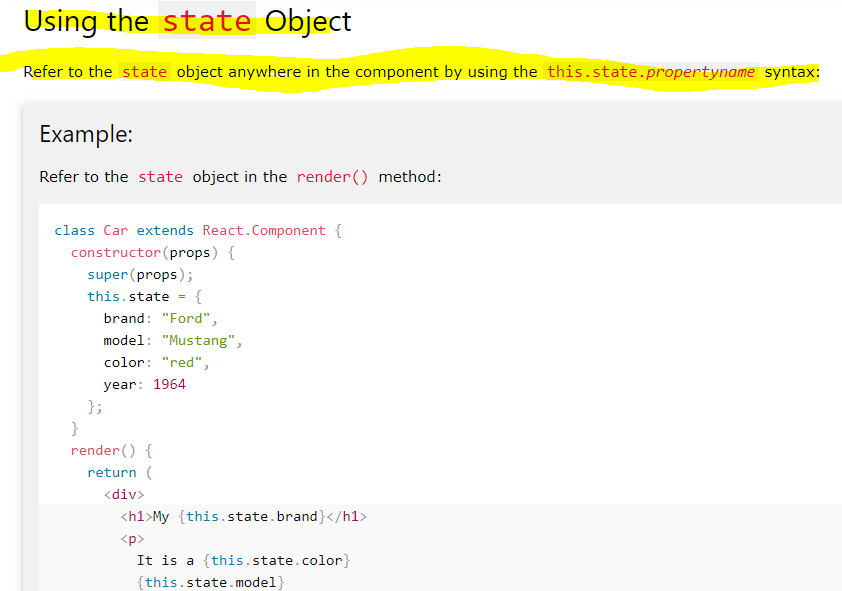 Using the state Object
Refer to the state object anywhere in the component by using the this.state.propertyname syntax:
Example:
Refer to the state object in the render() method:
class Car extends React.Component {
  constructor(props) {
    super(props);
    this.state = {
      brand: "Ford",
      model: "Mustang",
      color: "red",
      year: 1964
    };
  }
  render() {
    return (
      <div>
        <h1>My {this.state.brand}</h1>
        <p>
          It is a {this.state.color}
          {this.state.model}